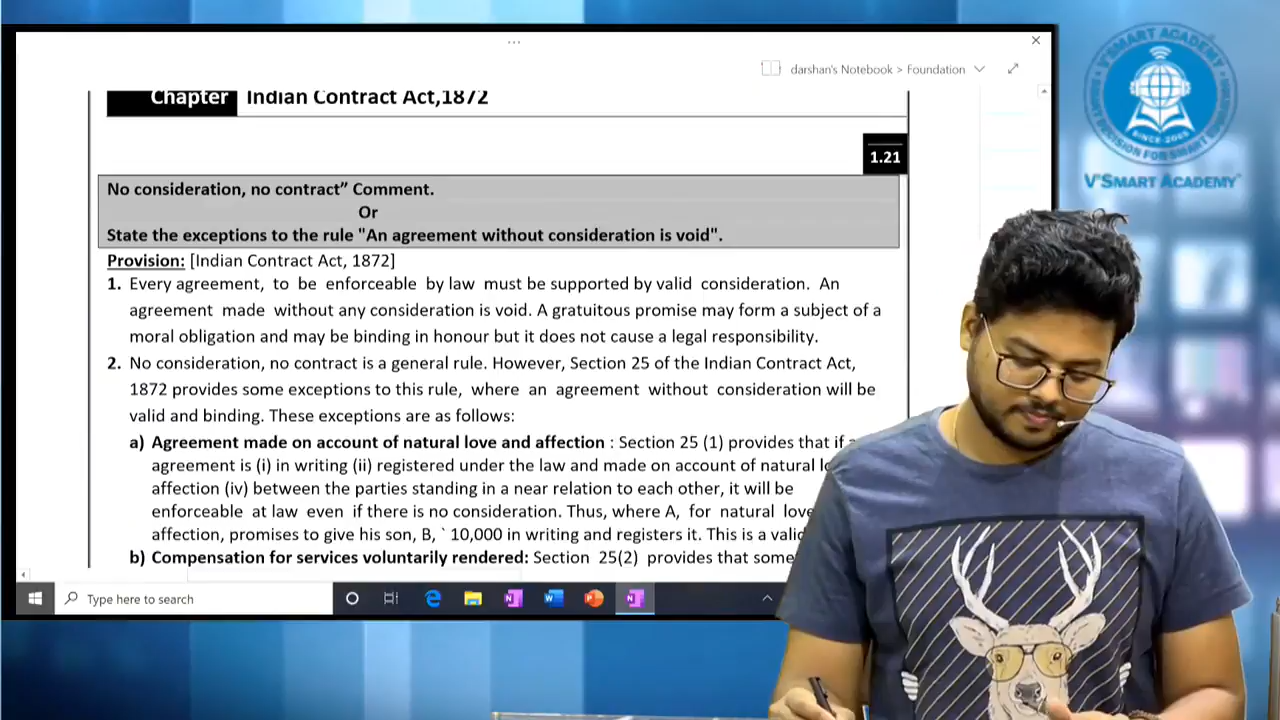 darshan's Notebook > Foundation
Chapter Indian Contract Act,1872
1.21
No consideration, no contract” Comment.
Or
State the exceptions to the rule "An agreement without consideration is void".
Provision: [Indian Contract Act, 1872]
1. Every agreement, to be enforceable by law must be supported by valid consideration. An
agreement made without any consideration is void. A gratuitous promise may form a subject of a
moral obligation and may be binding in honour but it does not cause a legal responsibility.
2. No consideration, no contract is a general rule. However, Section 25 of the Indian Contract Act,
1872 provides some exceptions to this rule, where an agreement without consideration will be
valid and binding. These exceptions are as follows:
a) Agreement made on account of natural love and affection : Section 25 (1) provides that if
agreement is (i) in writing (ii) registered under the law and made on account of natural
affection (iv) between the parties standing in a near relation to each other, it will be
enforceable at law even if there is no consideration. Thus, where A, for natural love
affection, promises to give his son, B, ` 10,000 in writing and registers it. This is a valid
b) Compensation for services voluntarily rendered: Section 25(2) provides that some
Type here to search
V'SMART ACADEMY
SINCE 2005
V'SMART ACADEMY